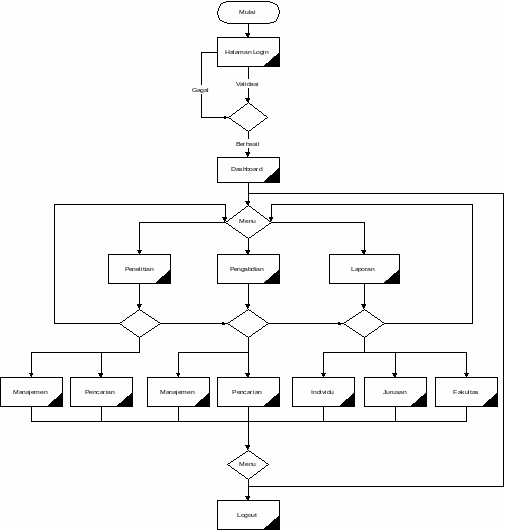 Mulai
Halaman Login
Validasi
Gagal
Berhasil
Dashboard
Menu
Penelitian
Pengabdian
Laporan
Manajemen
Pencarian
Manajemen
Pencarian
Individu
Jurusan
Fakultas
Menu
Logout